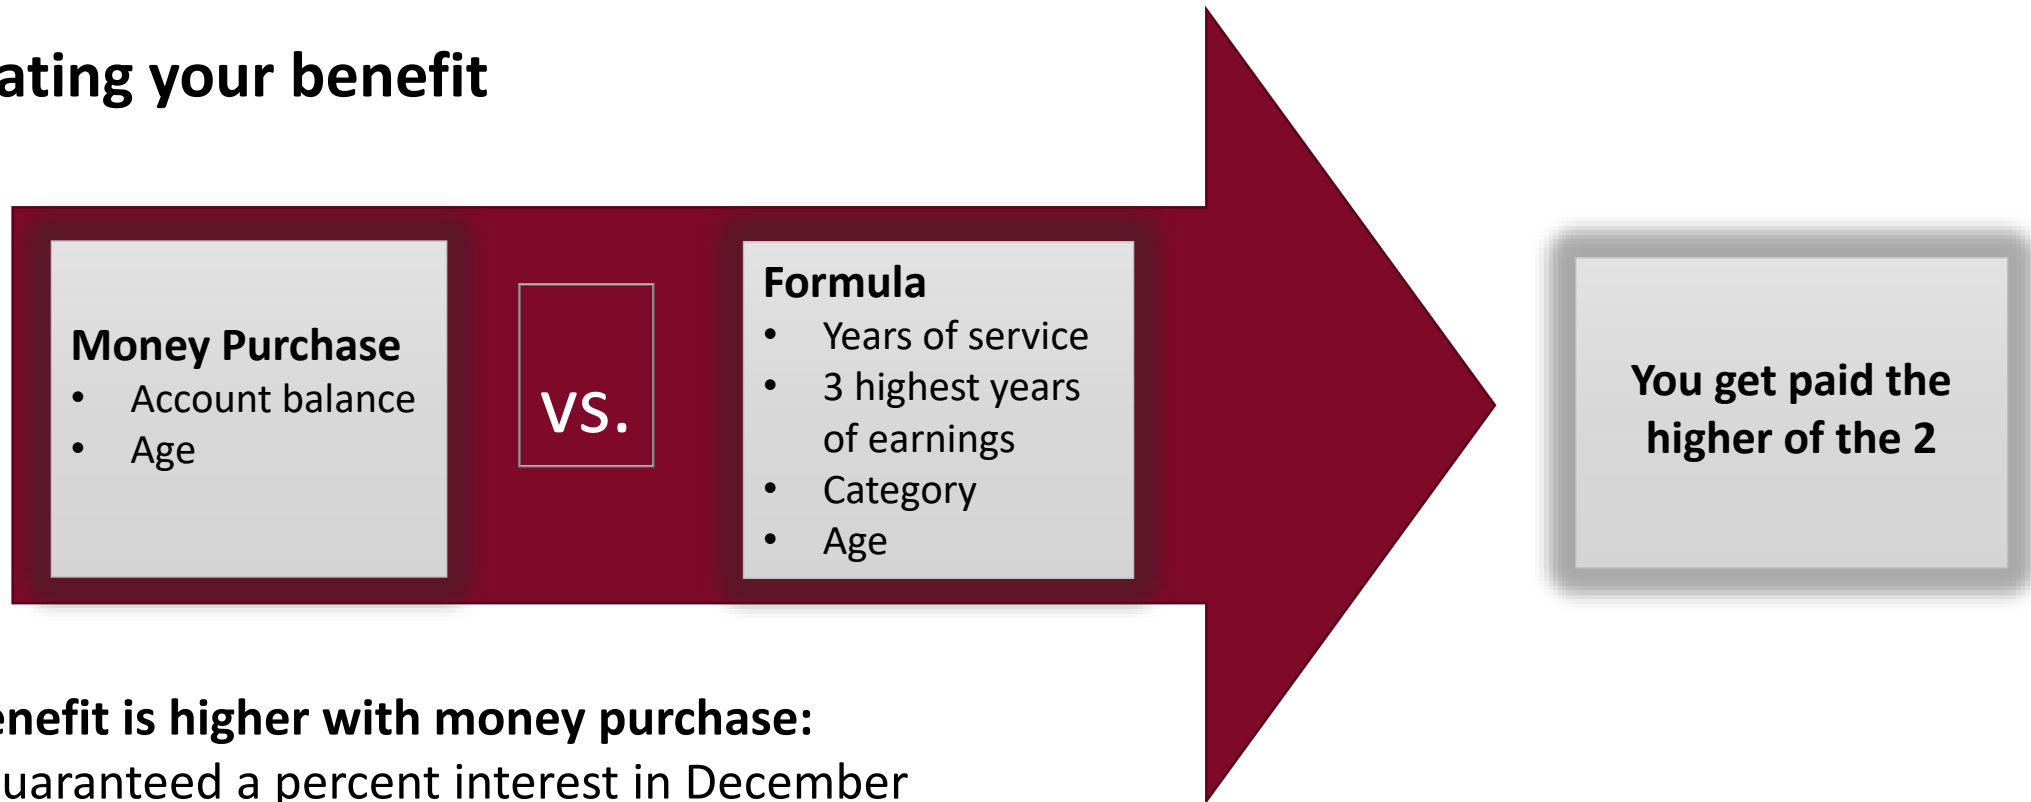 ating your benefit
Money Purchase
• Account balance
• Age
vs.
Formula
• Years of service
• 3 highest years
of earnings
• Category
• Age
You get paid the
higher of the 2
enefit is higher with money purchase:
uaranteed a percent interest in December